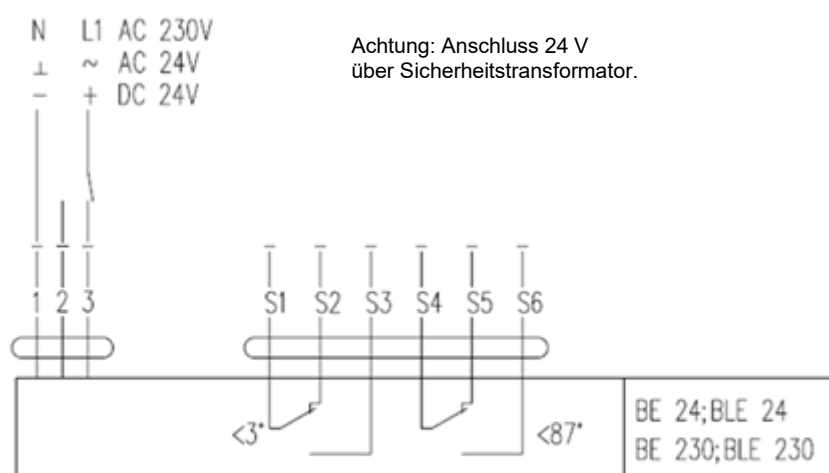 N L1 AC 230V
⊥ ~ AC 24V
- + DC 24V
Achtung: Anschluss 24 V
über Sicherheitstransformator.
1 2 3 S1 S2 S3 S4 S5 S6
<3° <87°
BE 24;BLE 24
BE 230;BLE 230